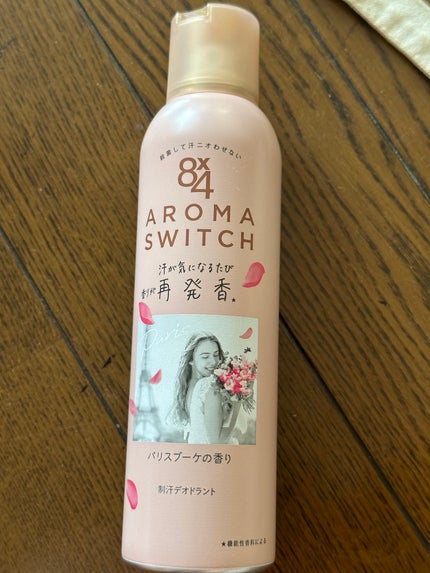 殺菌して汗ニオわせない
8x4
AROMA
SWITCH
汗が気になるたび
香りが再発香★
Paris
パリスブーケの香り
制汗デオドラント
★機能性香料による